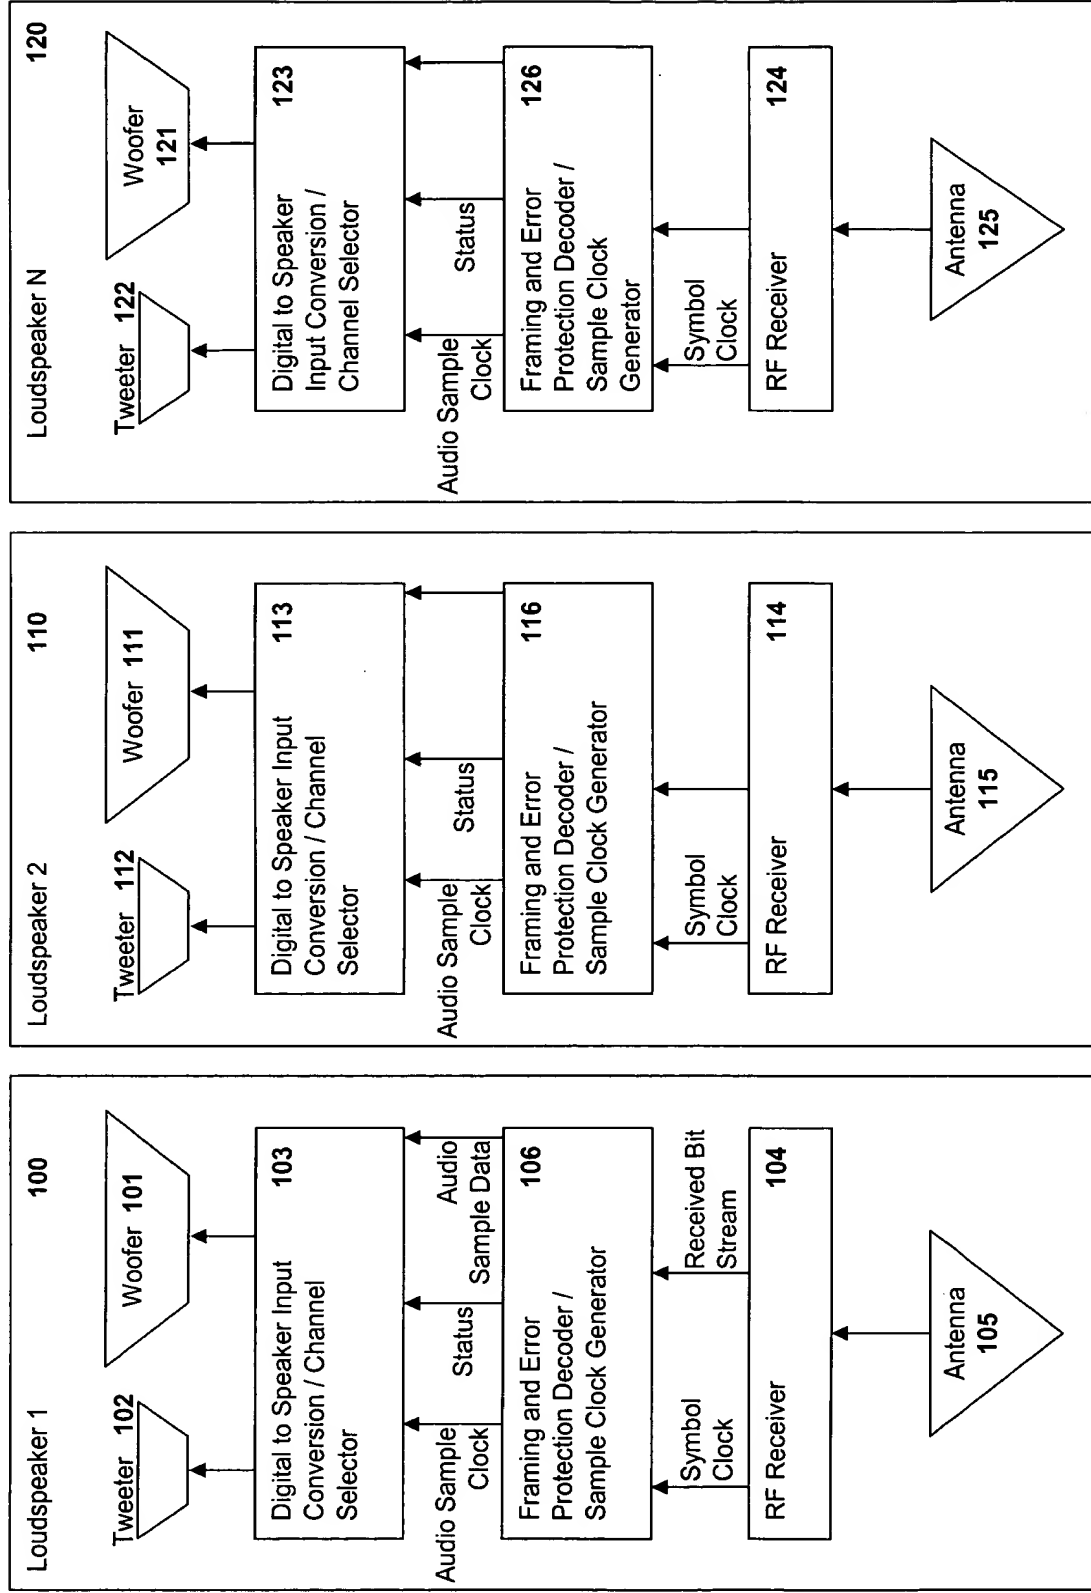 Loudspeaker 1
100
Tweeter 102
Woofer 101
Digital to Speaker Input
Conversion / Channel
Selector
103
Audio Sample
Clock
Status
Audio
Sample Data
Framing and Error
Protection Decoder /
Sample Clock Generator
106
Symbol
Clock
Received Bit
Stream
RF Receiver
104
Antenna
105
Loudspeaker 2
110
Tweeter 112
Woofer 111
Digital to Speaker Input
Conversion / Channel
Selector
113
Audio Sample
Clock
Status
Framing and Error
Protection Decoder /
Sample Clock Generator
116
Symbol
Clock
RF Receiver
114
Antenna
115
Loudspeaker N
120
Tweeter 122
Woofer
121
Digital to Speaker
Input Conversion /
Channel Selector
123
Audio Sample
Clock
Status
Framing and Error
Protection Decoder /
Sample Clock
Generator
126
Symbol
Clock
RF Receiver
124
Antenna
125